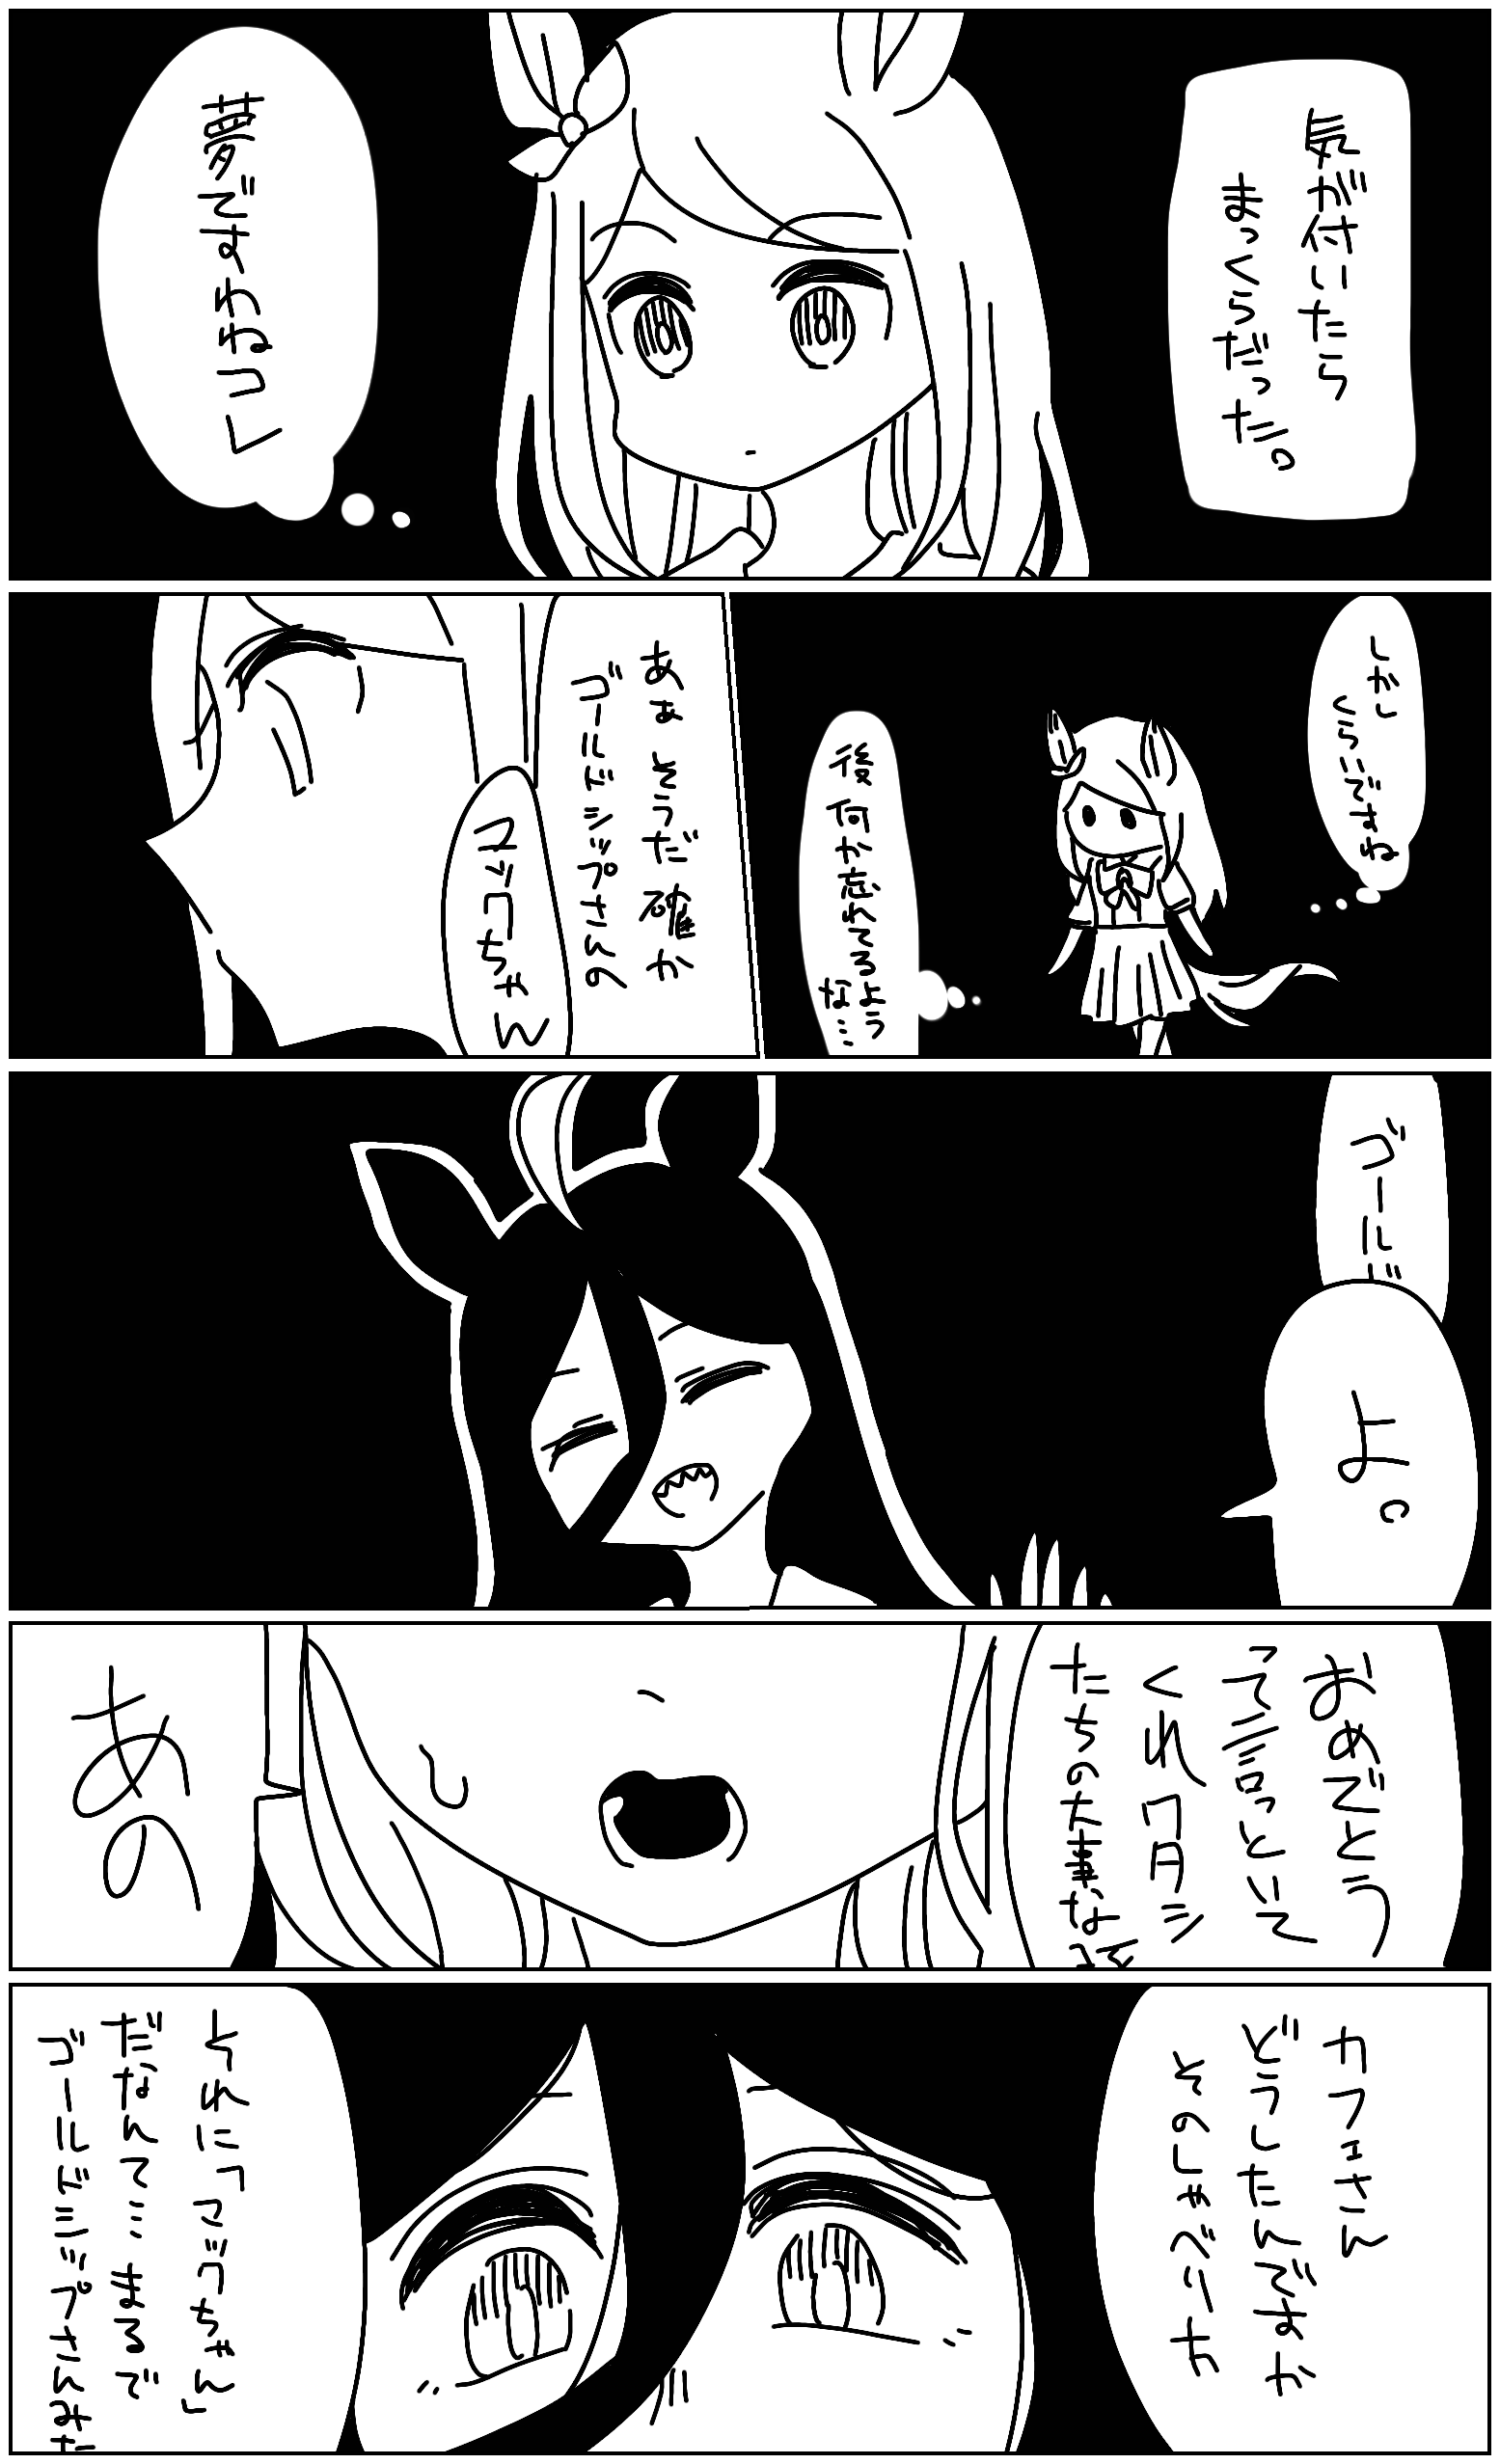 気が付いたら
まっくらだった。
夢ですわねコレ
しかし
くらいですね
後何か忘れてるよう
な…
あぁそうだ確か
ゴールドシップさんの
マッコちゃん
ゴールド
よ。
おめでとう
って言っといて
くれワタシ
たちの大事な
あの
カフェさん
どうしたんですか
そのしゃべり方
それに「マッコちゃん」
だなんて…まるで
ゴールドシップさんみた